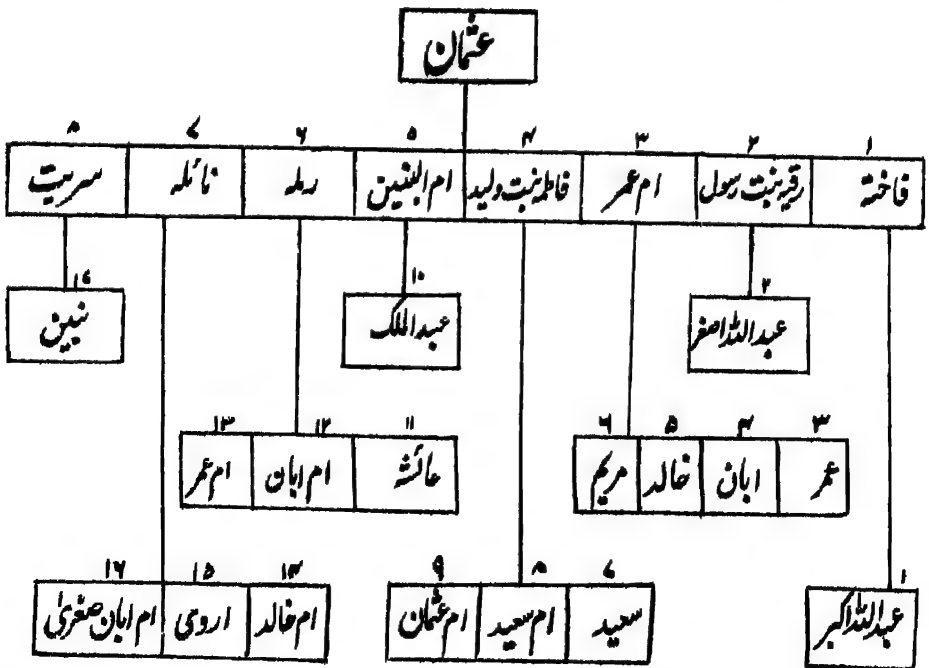 عثمان
۱ ۲ ۳ ۴ ۵ ۶ ۷ ۸
فاختہ رقیہ بنت رسول ام عمر فاطمہ بنت ولید ام البنین رملہ نائلہ سریت
۲ ۱۰ ۱۷
عبداللہ اصغر عبدالملک نبین
۳ ۴ ۵ ۶ ۱۱ ۱۲ ۱۳
عمر ابان خالد مریم عائشہ ام ابان ام عمر
۱ ۷ ۸ ۹ ۱۴ ۱۵ ۱۶
عبداللہ اکبر سعید ام سعید ام عثمان ام خالد اروی ام ابان صغریٰ